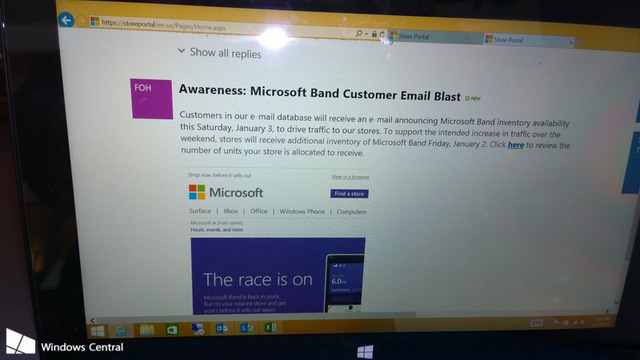 https://storeportal/en-us/Pages/Home.aspx
Store Portal
Store Portal
Show all replies
FOH
Awareness: Microsoft Band Customer Email Blast NEW
Customers in our e-mail database will receive an e-mail announcing Microsoft Band inventory availability
this Saturday, January 3, to drive traffic to our stores. To support the intended increase in traffic over the
weekend, stores will receive additional inventory of Microsoft Band Friday, January 2. Click here to review the
number of units your store is allocated to receive.
Shop now, before it sells out!
View in a browser
Microsoft
Find a store
Surface | Xbox | Office | Windows Phone | Computers
Microsoft at [mall name]
Hours, events, and more
The race is on
Microsoft Band is back in stock.
Run to your nearest store and get
yours before it sells out again.
6.0
Windows Central